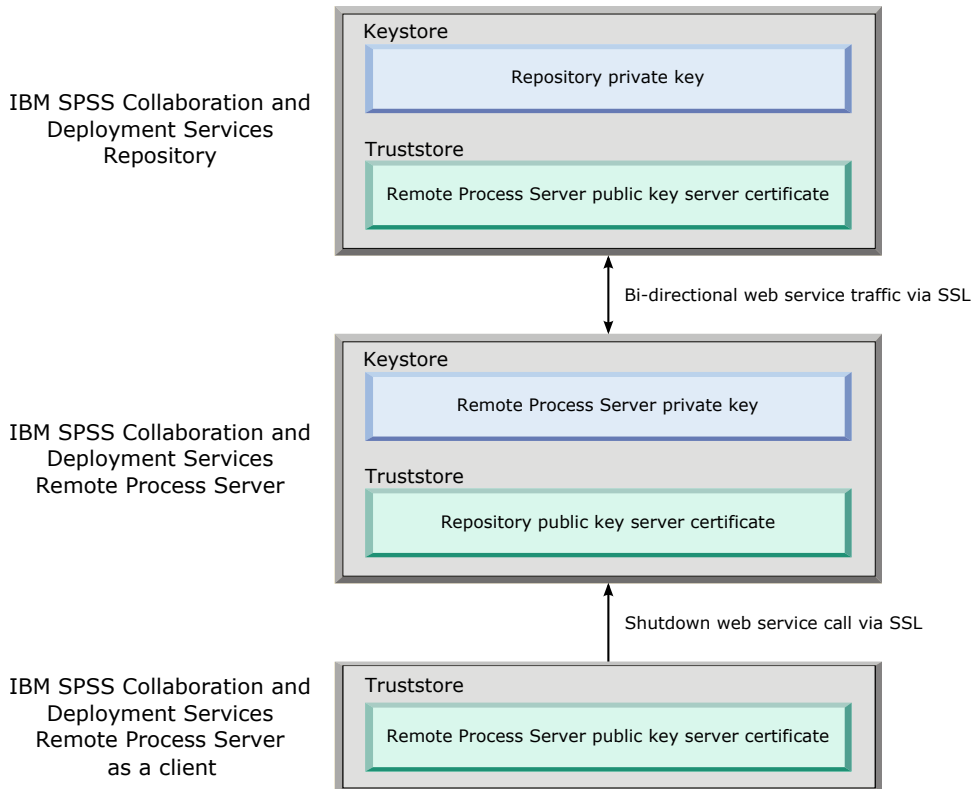 Keystore
Repository private key
IBM SPSS Collaboration and
Deployment Services
Repository
Truststore
Remote Process Server public key server certificate
Bi-directional web service traffic via SSL
Keystore
Remote Process Server private key
IBM SPSS Collaboration and
Deployment Services
Remote Process Server
Truststore
Repository public key server certificate
Shutdown web service call via SSL
IBM SPSS Collaboration and
Deployment Services
Remote Process Server
as a client
Truststore
Remote Process Server public key server certificate